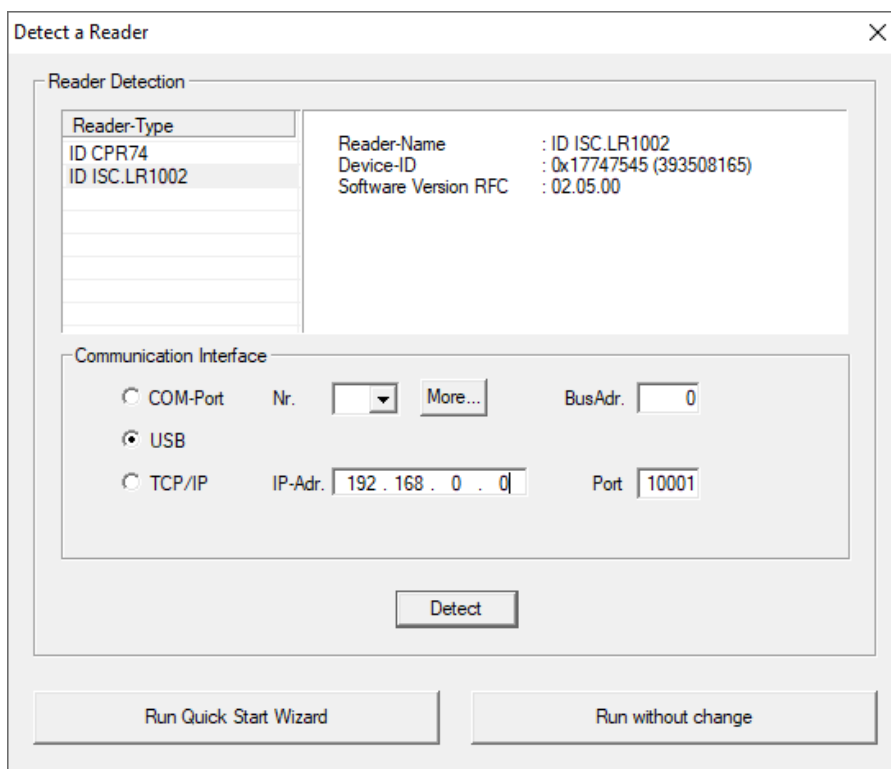 Detect a Reader
Reader Detection
Reader-Type
ID CPR74
ID ISC.LR1002
Reader-Name : ID ISC.LR1002
Device-ID : 0x17747545 (393508165)
Software Version RFC : 02.05.00
Communication Interface
COM-Port Nr. More... BusAdr. 0
USB
TCP/IP IP-Adr. 192 . 168 . 0 . 0 Port 10001
Detect
Run Quick Start Wizard Run without change